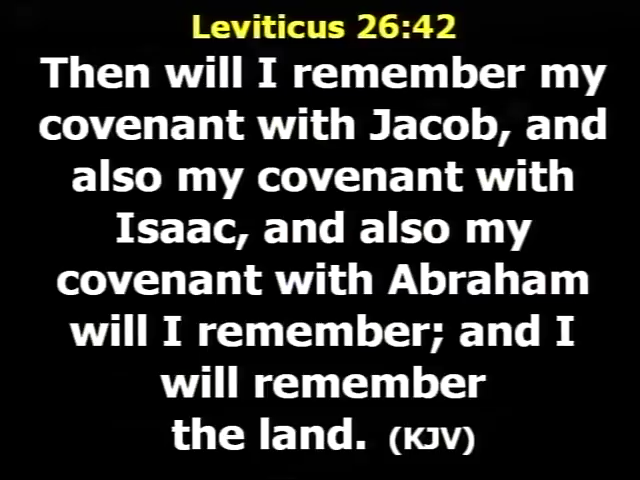 Leviticus 26:42
Then will I remember my
covenant with Jacob, and
also my covenant with
Isaac, and also my
covenant with Abraham
will I remember; and I
will remember
the land. (KJV)